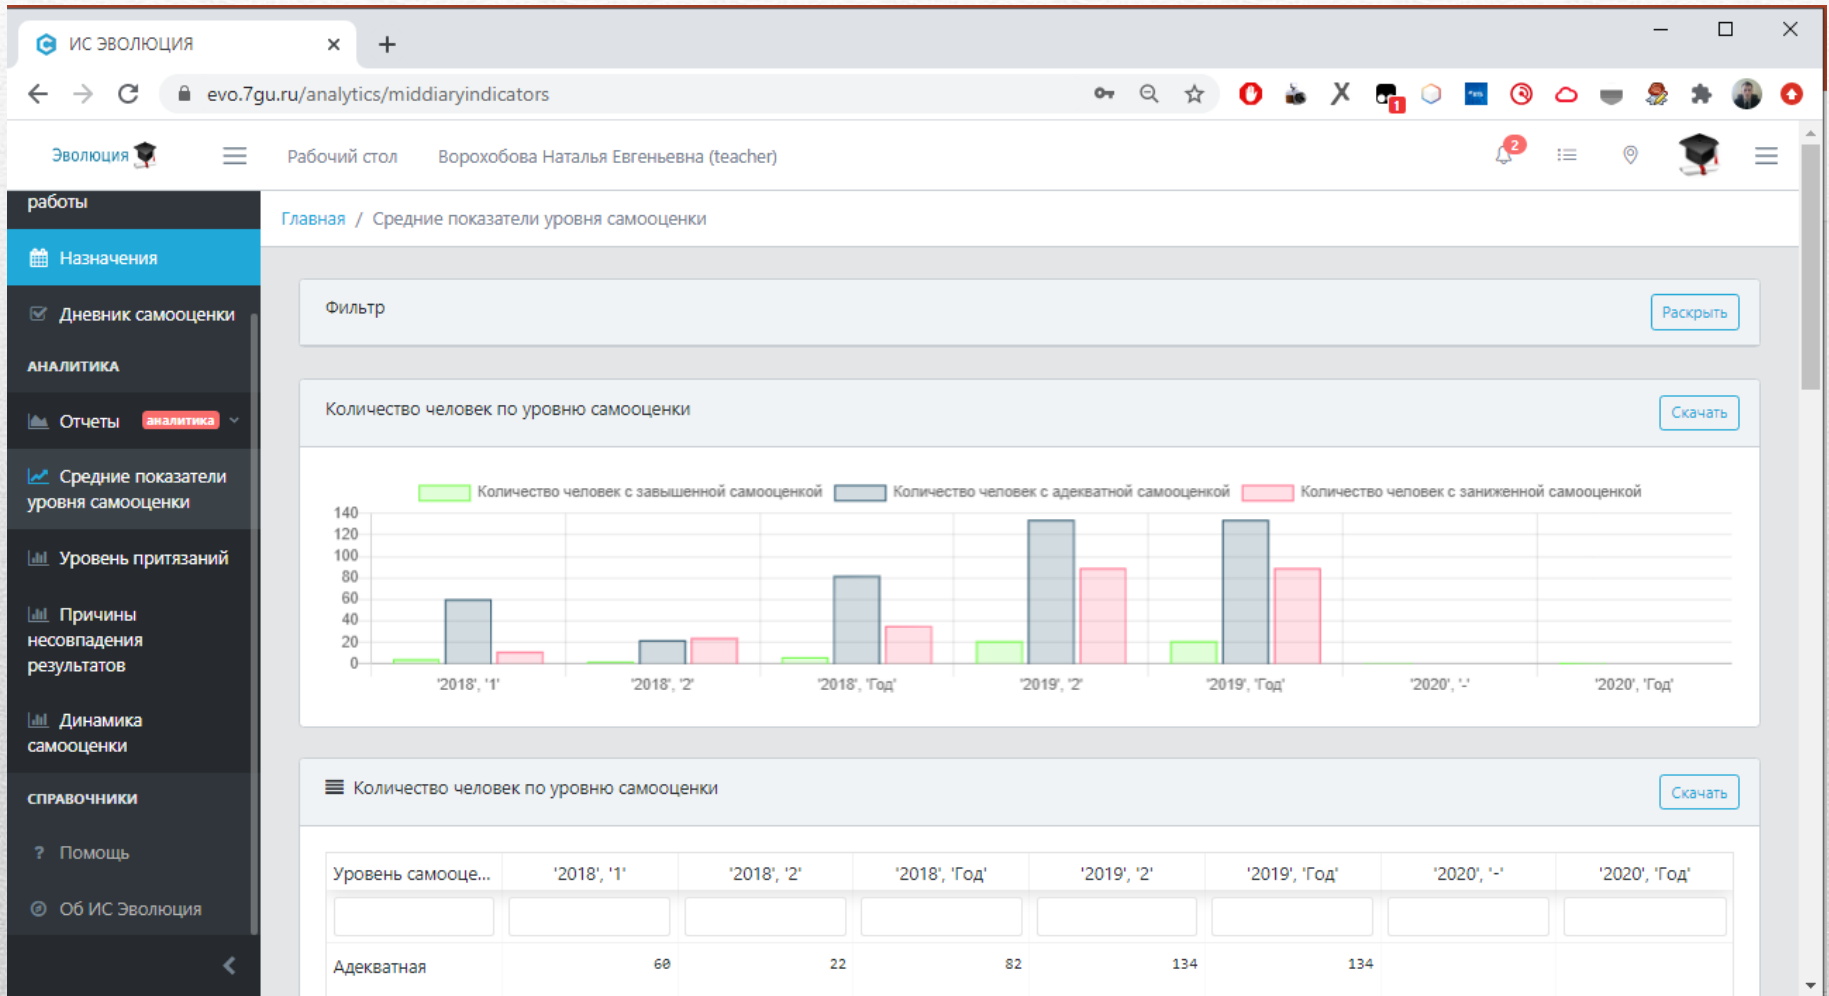 ИС ЭВОЛЮЦИЯ
evo.7gu.ru/analytics/middiaryindicators
1
Эволюция
Рабочий стол
Ворохобова Наталья Евгеньевна (teacher)
2
работы
Назначения
Дневник самооценки
АНАЛИТИКА
Отчеты
аналитика
Средние показатели
уровня самооценки
Уровень притязаний
Причины
несовпадения
результатов
Динамика
самооценки
СПРАВОЧНИКИ
? Помощь
Об ИС Эволюция
Главная / Средние показатели уровня самооценки
Фильтр
Раскрыть
Количество человек по уровню самооценки
Скачать
Количество человек с завышенной самооценкой
Количество человек с адекватной самооценкой
Количество человек с заниженной самооценкой
140
120
100
80
60
40
20
0
'2018', '1'
'2018', '2'
'2018', 'Год'
'2019', '2'
'2019', 'Год'
'2020', '-'
'2020', 'Год'
Количество человек по уровню самооценки
Скачать
Уровень самооце... '2018', '1' '2018', '2' '2018', 'Год' '2019', '2' '2019', 'Год' '2020', '-' '2020', 'Год'
Адекватная 60 22 82 134 134